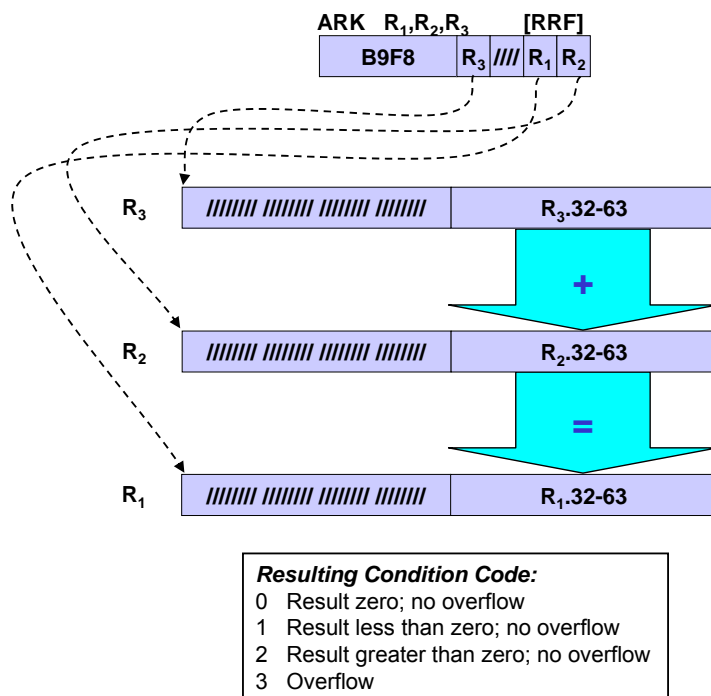 ARK R₁,R₂,R₃ [RRF]
B9F8 R₃ //// R₁ R₂
R₃ //////// //////// //////// //////// R₃.32-63
+
R₂ //////// //////// //////// //////// R₂.32-63
=
R₁ //////// //////// //////// //////// R₁.32-63
Resulting Condition Code:
0 Result zero; no overflow
1 Result less than zero; no overflow
2 Result greater than zero; no overflow
3 Overflow